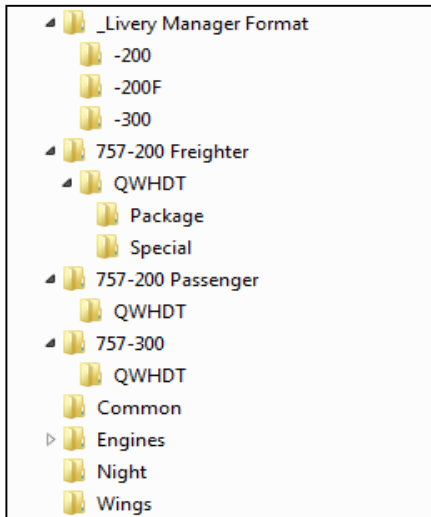 _Livery Manager Format
-200
-200F
-300
757-200 Freighter
QWHDT
Package
Special
757-200 Passenger
QWHDT
757-300
QWHDT
Common
Engines
Night
Wings